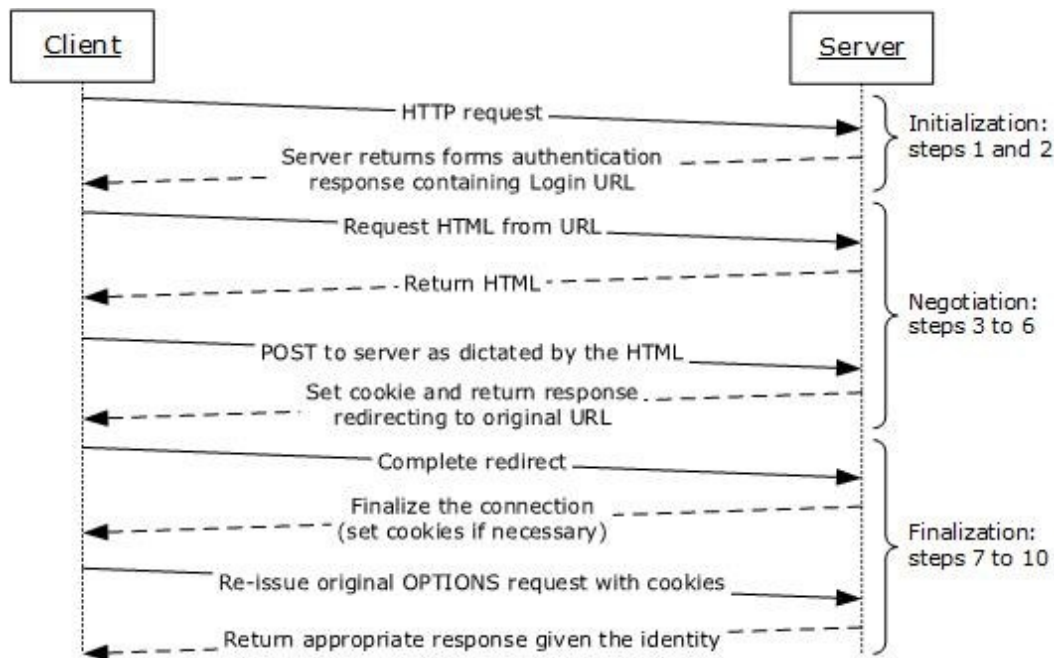 Client
Server
HTTP request
Initialization:
steps 1 and 2
Server returns forms authentication
response containing Login URL
Request HTML from URL
Return HTML
Negotiation:
steps 3 to 6
POST to server as dictated by the HTML
Set cookie and return response
redirecting to original URL
Complete redirect
Finalize the connection
(set cookies if necessary)
Finalization:
steps 7 to 10
Re-issue original OPTIONS request with cookies
Return appropriate response given the identity